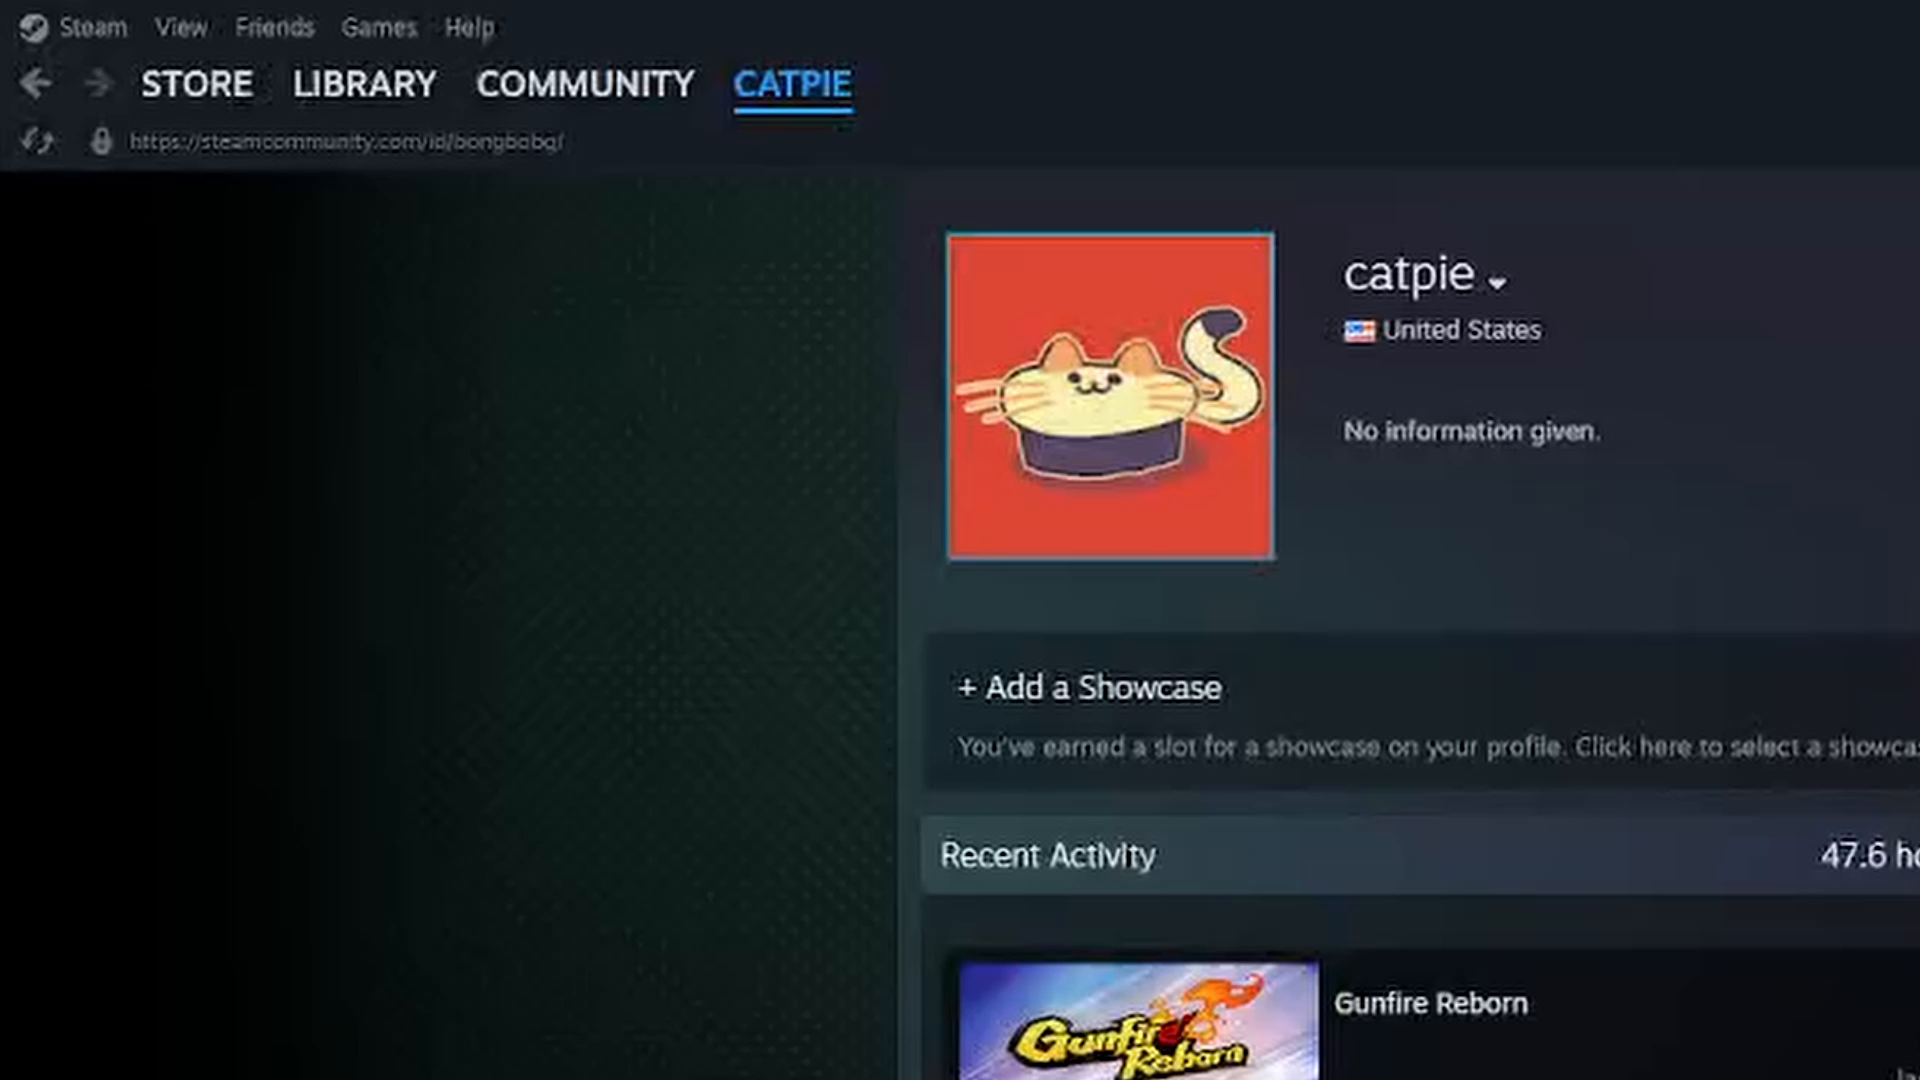 Steam View Friends Games Help
STORE LIBRARY COMMUNITY CATPIE
https://steamcommunity.com/id/bongbobq/
catpie
United States
No information given.
+ Add a Showcase
You've earned a slot for a showcase on your profile. Click here to select a showca
Recent Activity
47.6 ho
Gunfire
Reborn
Gunfire Reborn